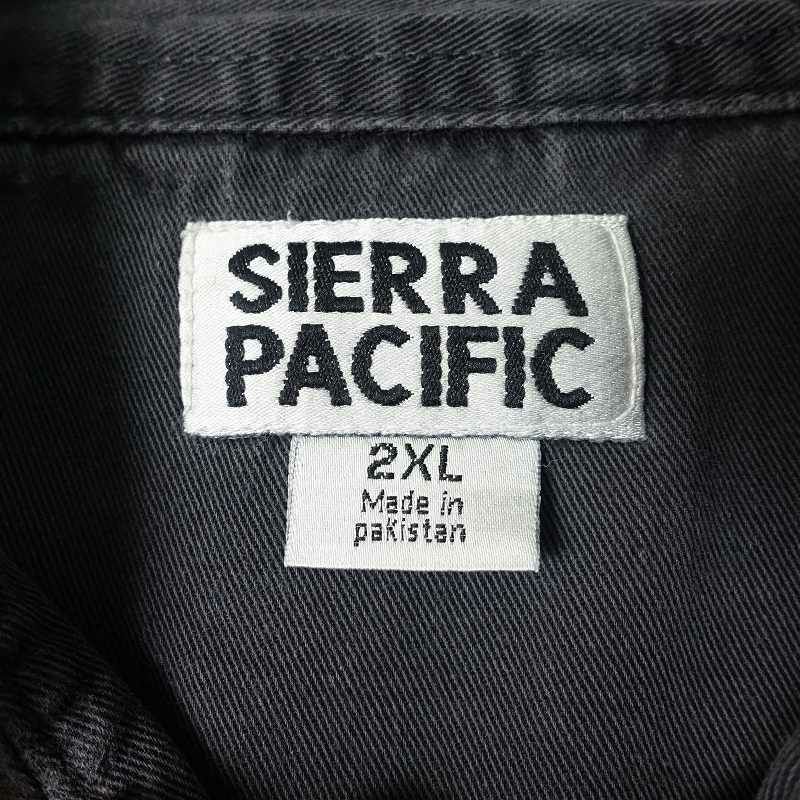 SIERRA
PACIFIC
2XL
Made in
pakistan